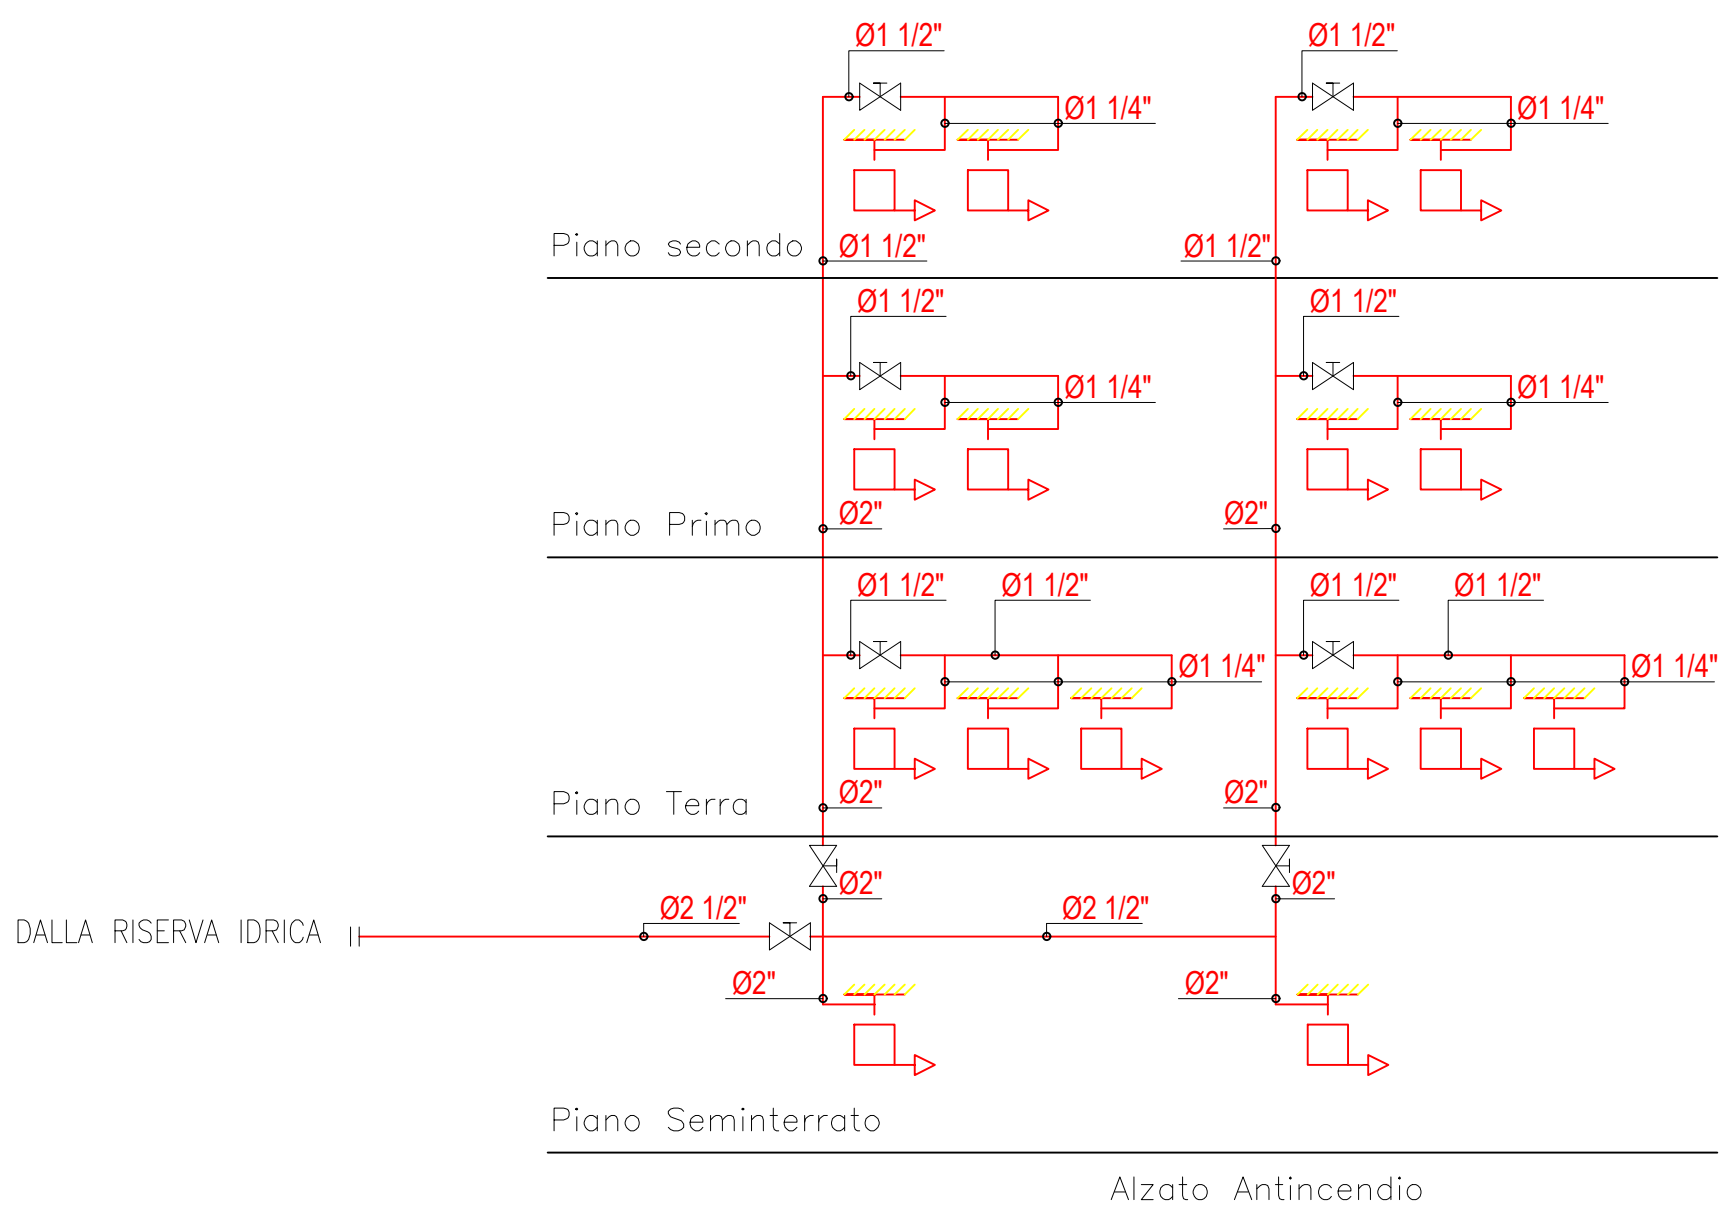 Ø1 1/2" Ø1 1/2"
Ø1 1/4" Ø1 1/4"
Piano secondo Ø1 1/2" Ø1 1/2"
Ø1 1/2" Ø1 1/2"
Ø1 1/4" Ø1 1/4"
Piano Primo Ø2" Ø2"
Ø1 1/2" Ø1 1/2" Ø1 1/2" Ø1 1/2"
Ø1 1/4" Ø1 1/4"
Piano Terra Ø2" Ø2"
Ø2" Ø2"
Ø2 1/2" Ø2 1/2"
DALLA RISERVA IDRICA
Ø2" Ø2"
Piano Seminterrato
Alzato Antincendio